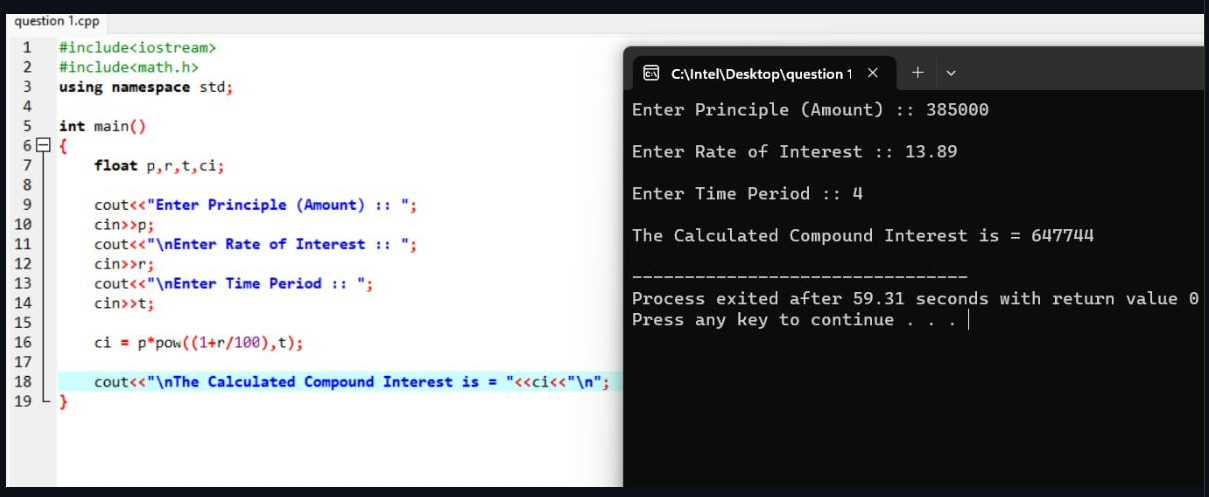 question 1.cpp
1 #include<iostream>
2 #include<math.h>
3 using namespace std;
4
5 int main()
6 {
7 float p,r,t,ci;
8
9 cout<<"Enter Principle (Amount) :: ";
10 cin>>p;
11 cout<<"\nEnter Rate of Interest :: ";
12 cin>>r;
13 cout<<"\nEnter Time Period :: ";
14 cin>>t;
15
16 ci = p*pow((1+r/100),t);
17
18 cout<<"\nThe Calculated Compound Interest is = "<<ci<<"\n";
19 }
C:\Intel\Desktop\question 1
Enter Principle (Amount) :: 385000
Enter Rate of Interest :: 13.89
Enter Time Period :: 4
The Calculated Compound Interest is = 647744
--------------------------------
Process exited after 59.31 seconds with return value 0
Press any key to continue . . .